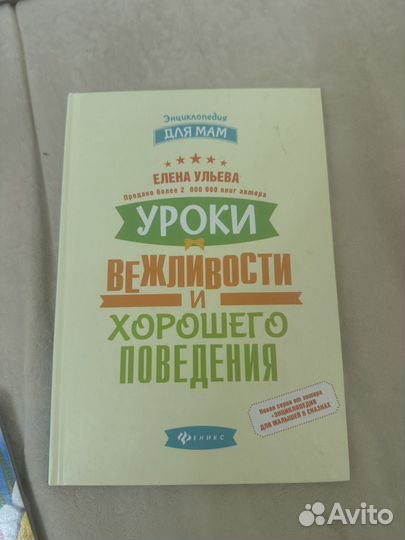 Энциклопедия
ДЛЯ МАМ
ЕЛЕНА УЛЬЕВА
Продано более 2 000 000 книг автора
УРОКИ
ВЕЖЛИВОСТИ
И
ХОРОШЕГО
ПОВЕДЕНИЯ
Новая серия от автора
«ЭНЦИКЛОПЕДИЯ
ДЛЯ МАЛЫШЕЙ В СКАЗКАХ
ФЕНИКС
Avito